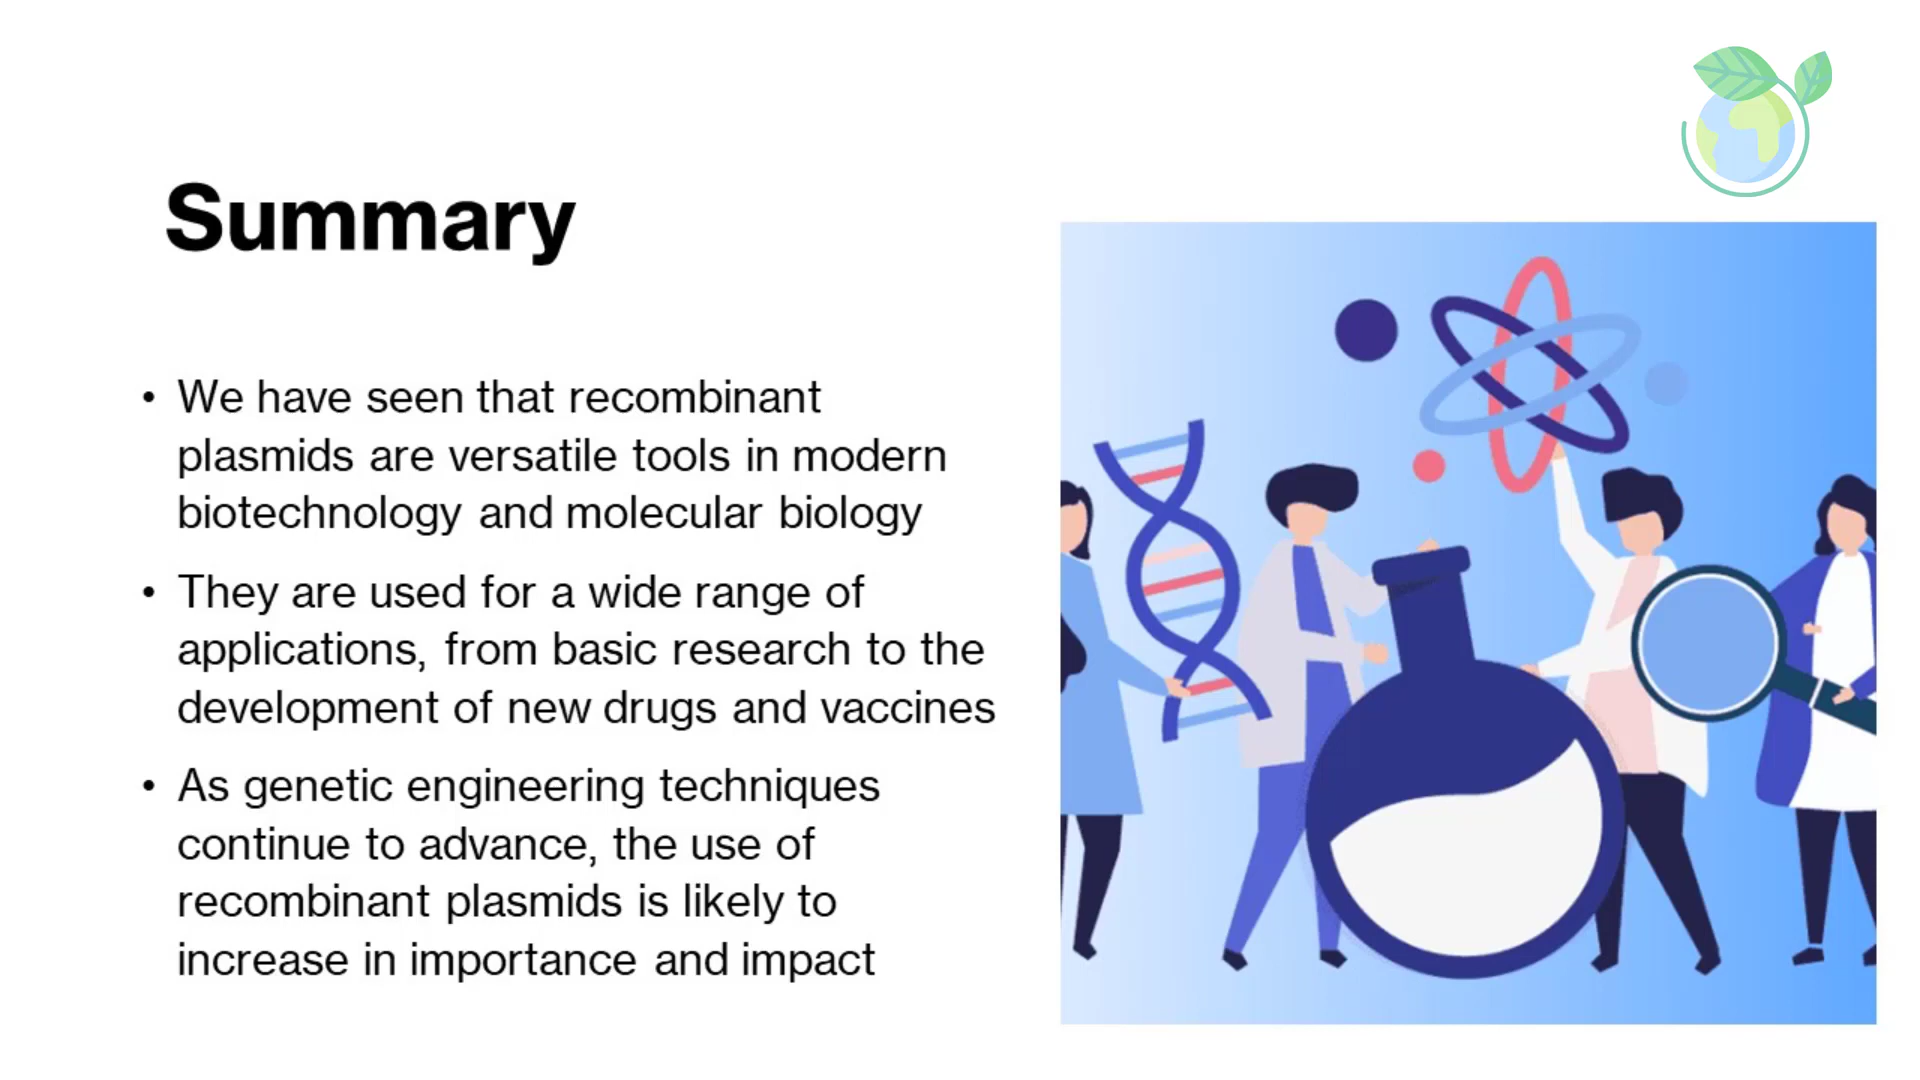 Summary
• We have seen that recombinant
plasmids are versatile tools in modern
biotechnology and molecular biology
• They are used for a wide range of
applications, from basic research to the
development of new drugs and vaccines
• As genetic engineering techniques
continue to advance, the use of
recombinant plasmids is likely to
increase in importance and impact